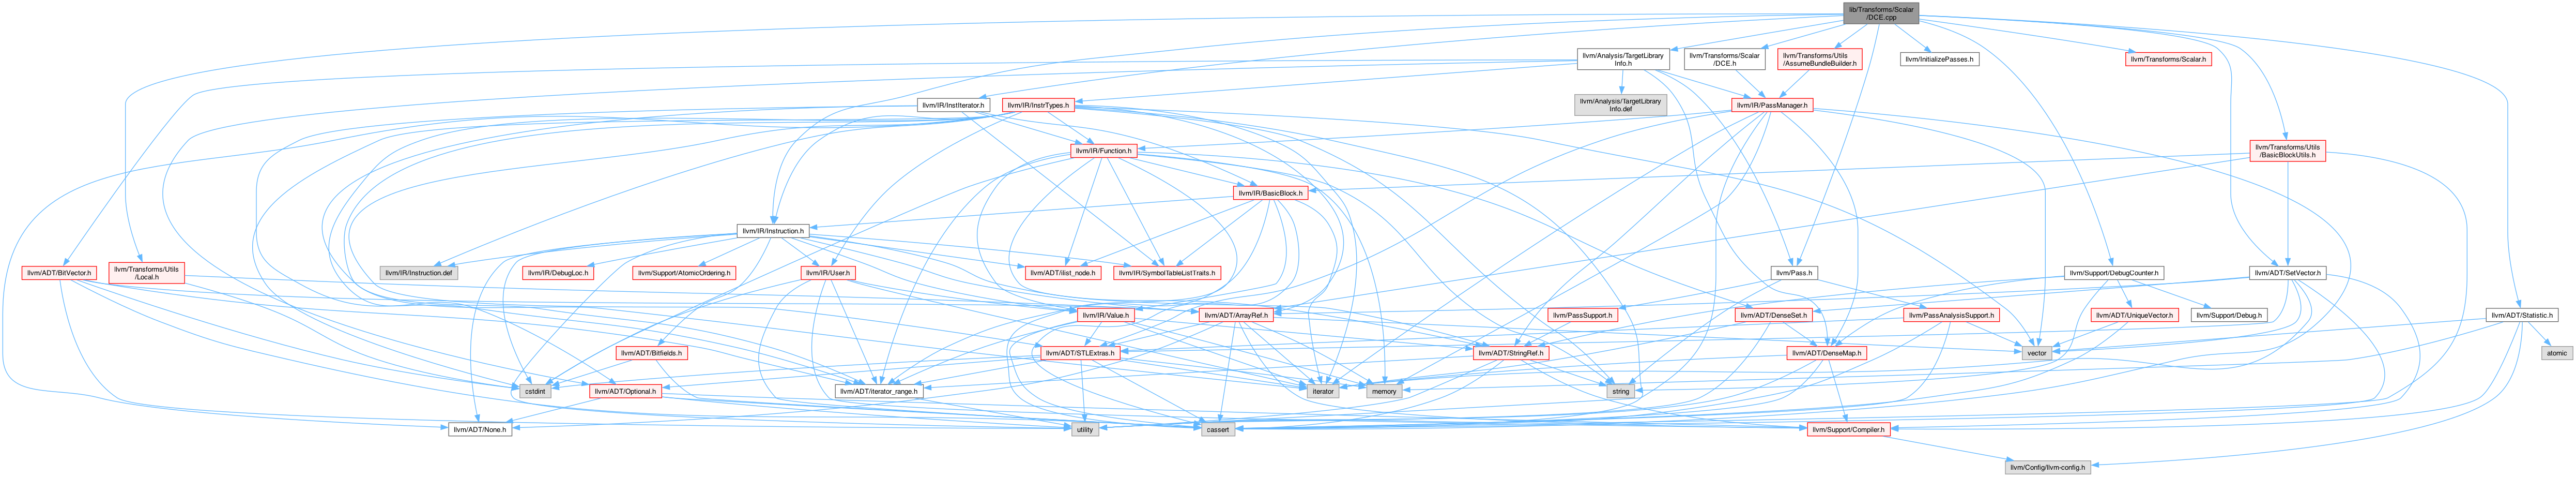 lib/Transforms/Scalar
/DCE.cpp
llvm/Analysis/TargetLibrary
Info.h
llvm/Transforms/Scalar
/DCE.h
llvm/Transforms/Utils
/AssumeBundleBuilder.h
llvm/InitializePasses.h
llvm/Transforms/Scalar.h
llvm/IR/InstIterator.h
llvm/IR/InstrTypes.h
llvm/Analysis/TargetLibrary
Info.def
llvm/IR/PassManager.h
llvm/IR/Function.h
llvm/Transforms/Utils
/BasicBlockUtils.h
llvm/IR/BasicBlock.h
llvm/IR/Instruction.h
llvm/ADT/BitVector.h
llvm/Transforms/Utils
/Local.h
llvm/IR/Instruction.def
llvm/IR/DebugLoc.h
llvm/Support/AtomicOrdering.h
llvm/IR/User.h
llvm/ADT/ilist_node.h
llvm/IR/SymbolTableListTraits.h
llvm/Pass.h
llvm/Support/DebugCounter.h
llvm/ADT/SetVector.h
llvm/IR/Value.h
llvm/ADT/ArrayRef.h
llvm/PassSupport.h
llvm/ADT/DenseSet.h
llvm/PassAnalysisSupport.h
llvm/ADT/UniqueVector.h
llvm/Support/Debug.h
llvm/ADT/Statistic.h
llvm/ADT/Bitfields.h
llvm/ADT/STLExtras.h
llvm/ADT/StringRef.h
llvm/ADT/DenseMap.h
vector
atomic
cstdint
llvm/ADT/Optional.h
llvm/ADT/iterator_range.h
iterator
memory
string
llvm/ADT/None.h
utility
cassert
llvm/Support/Compiler.h
llvm/Config/llvm-config.h